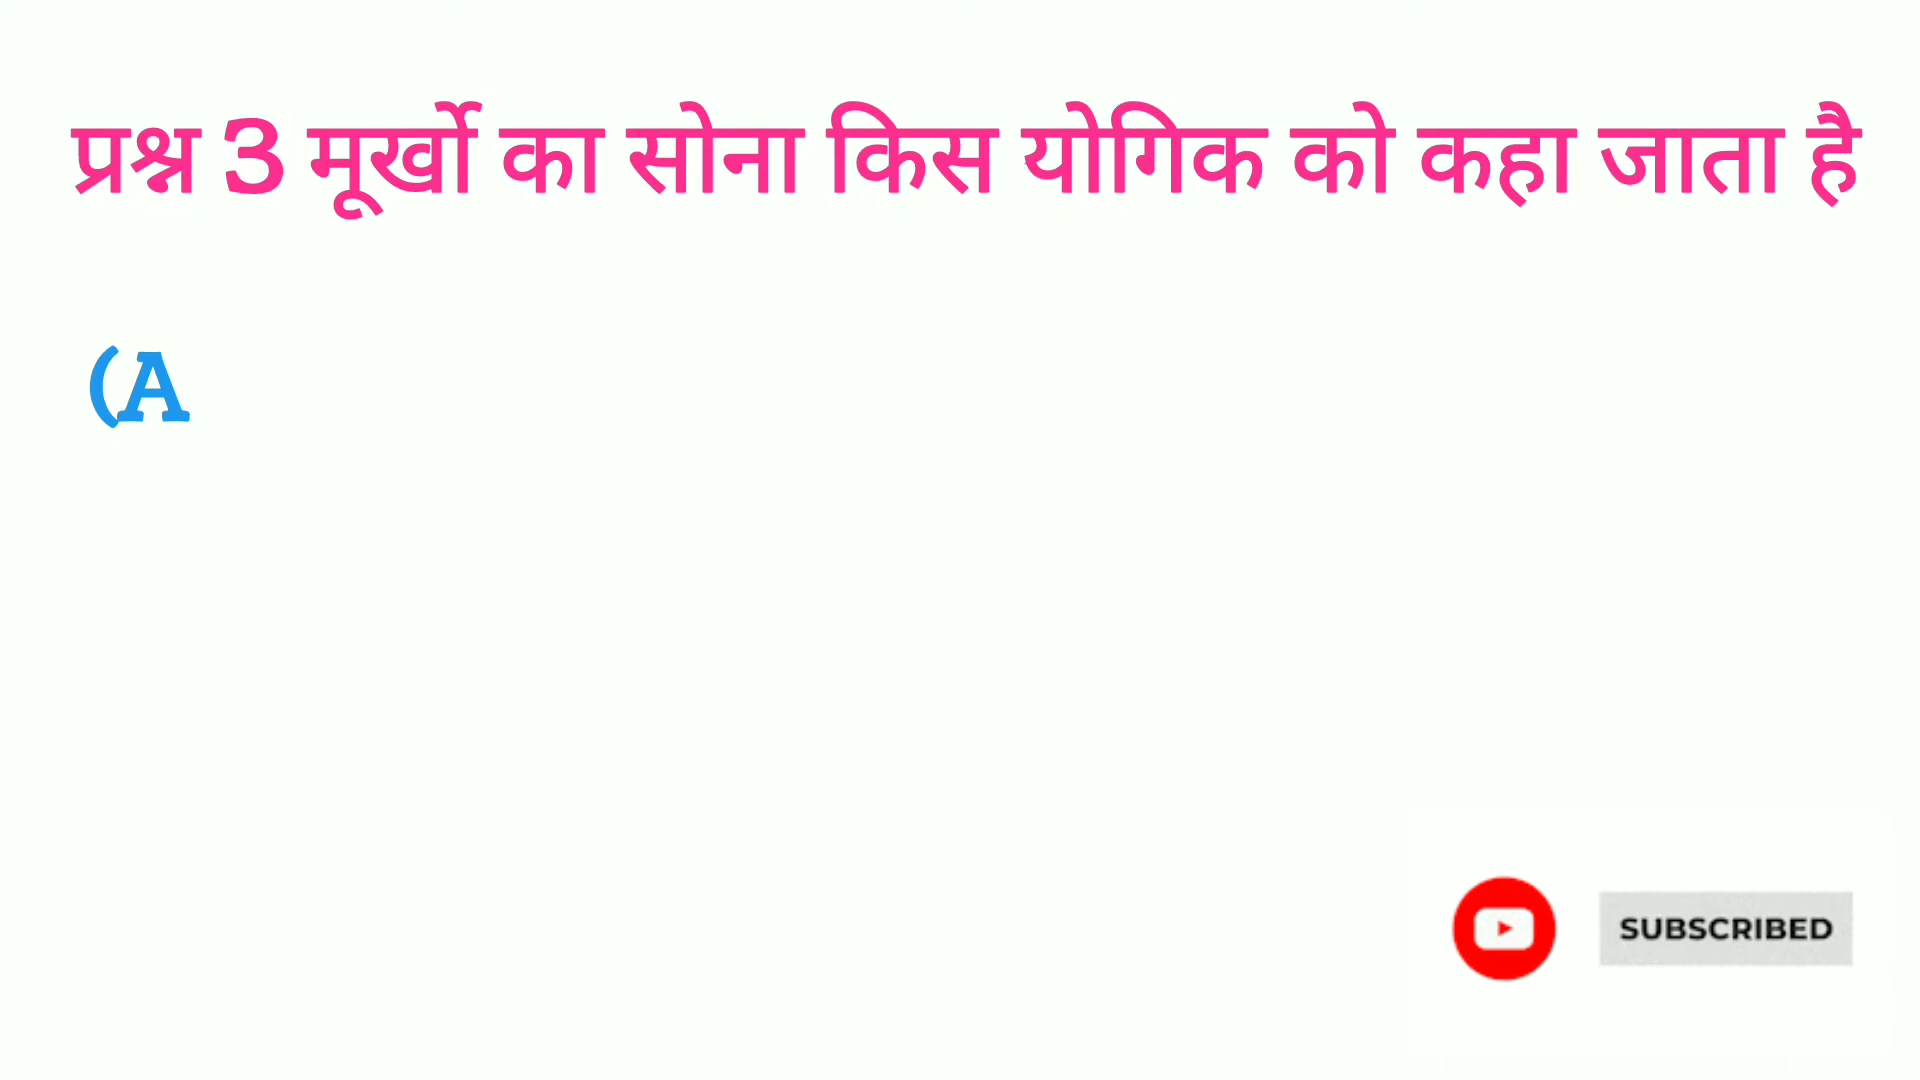 प्रश्न 3 मूर्खो का सोना किस योगिक को कहा जाता है
(A
SUBSCRIBED